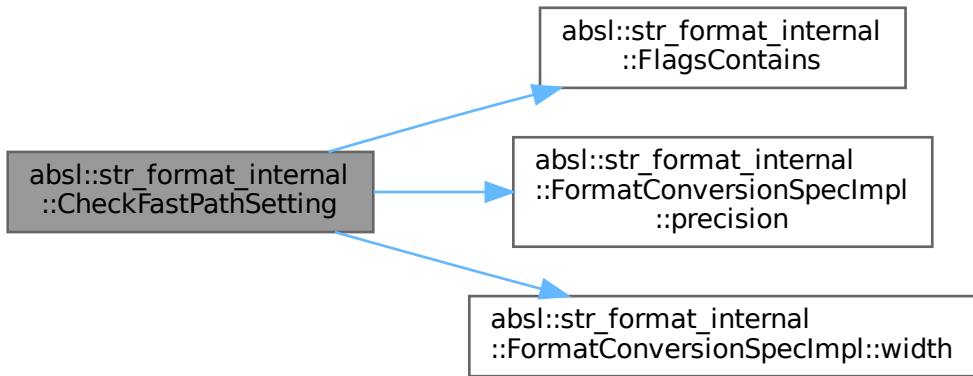 absl::str_format_internal
::FlagsContains
absl::str_format_internal
::CheckFastPathSetting
absl::str_format_internal
::FormatConversionSpecImpl
::precision
absl::str_format_internal
::FormatConversionSpecImpl::width